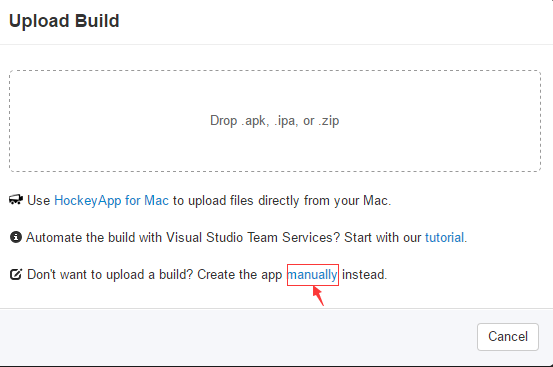 Upload Build
Drop .apk, .ipa, or .zip
Use HockeyApp for Mac to upload files directly from your Mac.
Automate the build with Visual Studio Team Services? Start with our tutorial.
Don't want to upload a build? Create the app manually instead.
Cancel